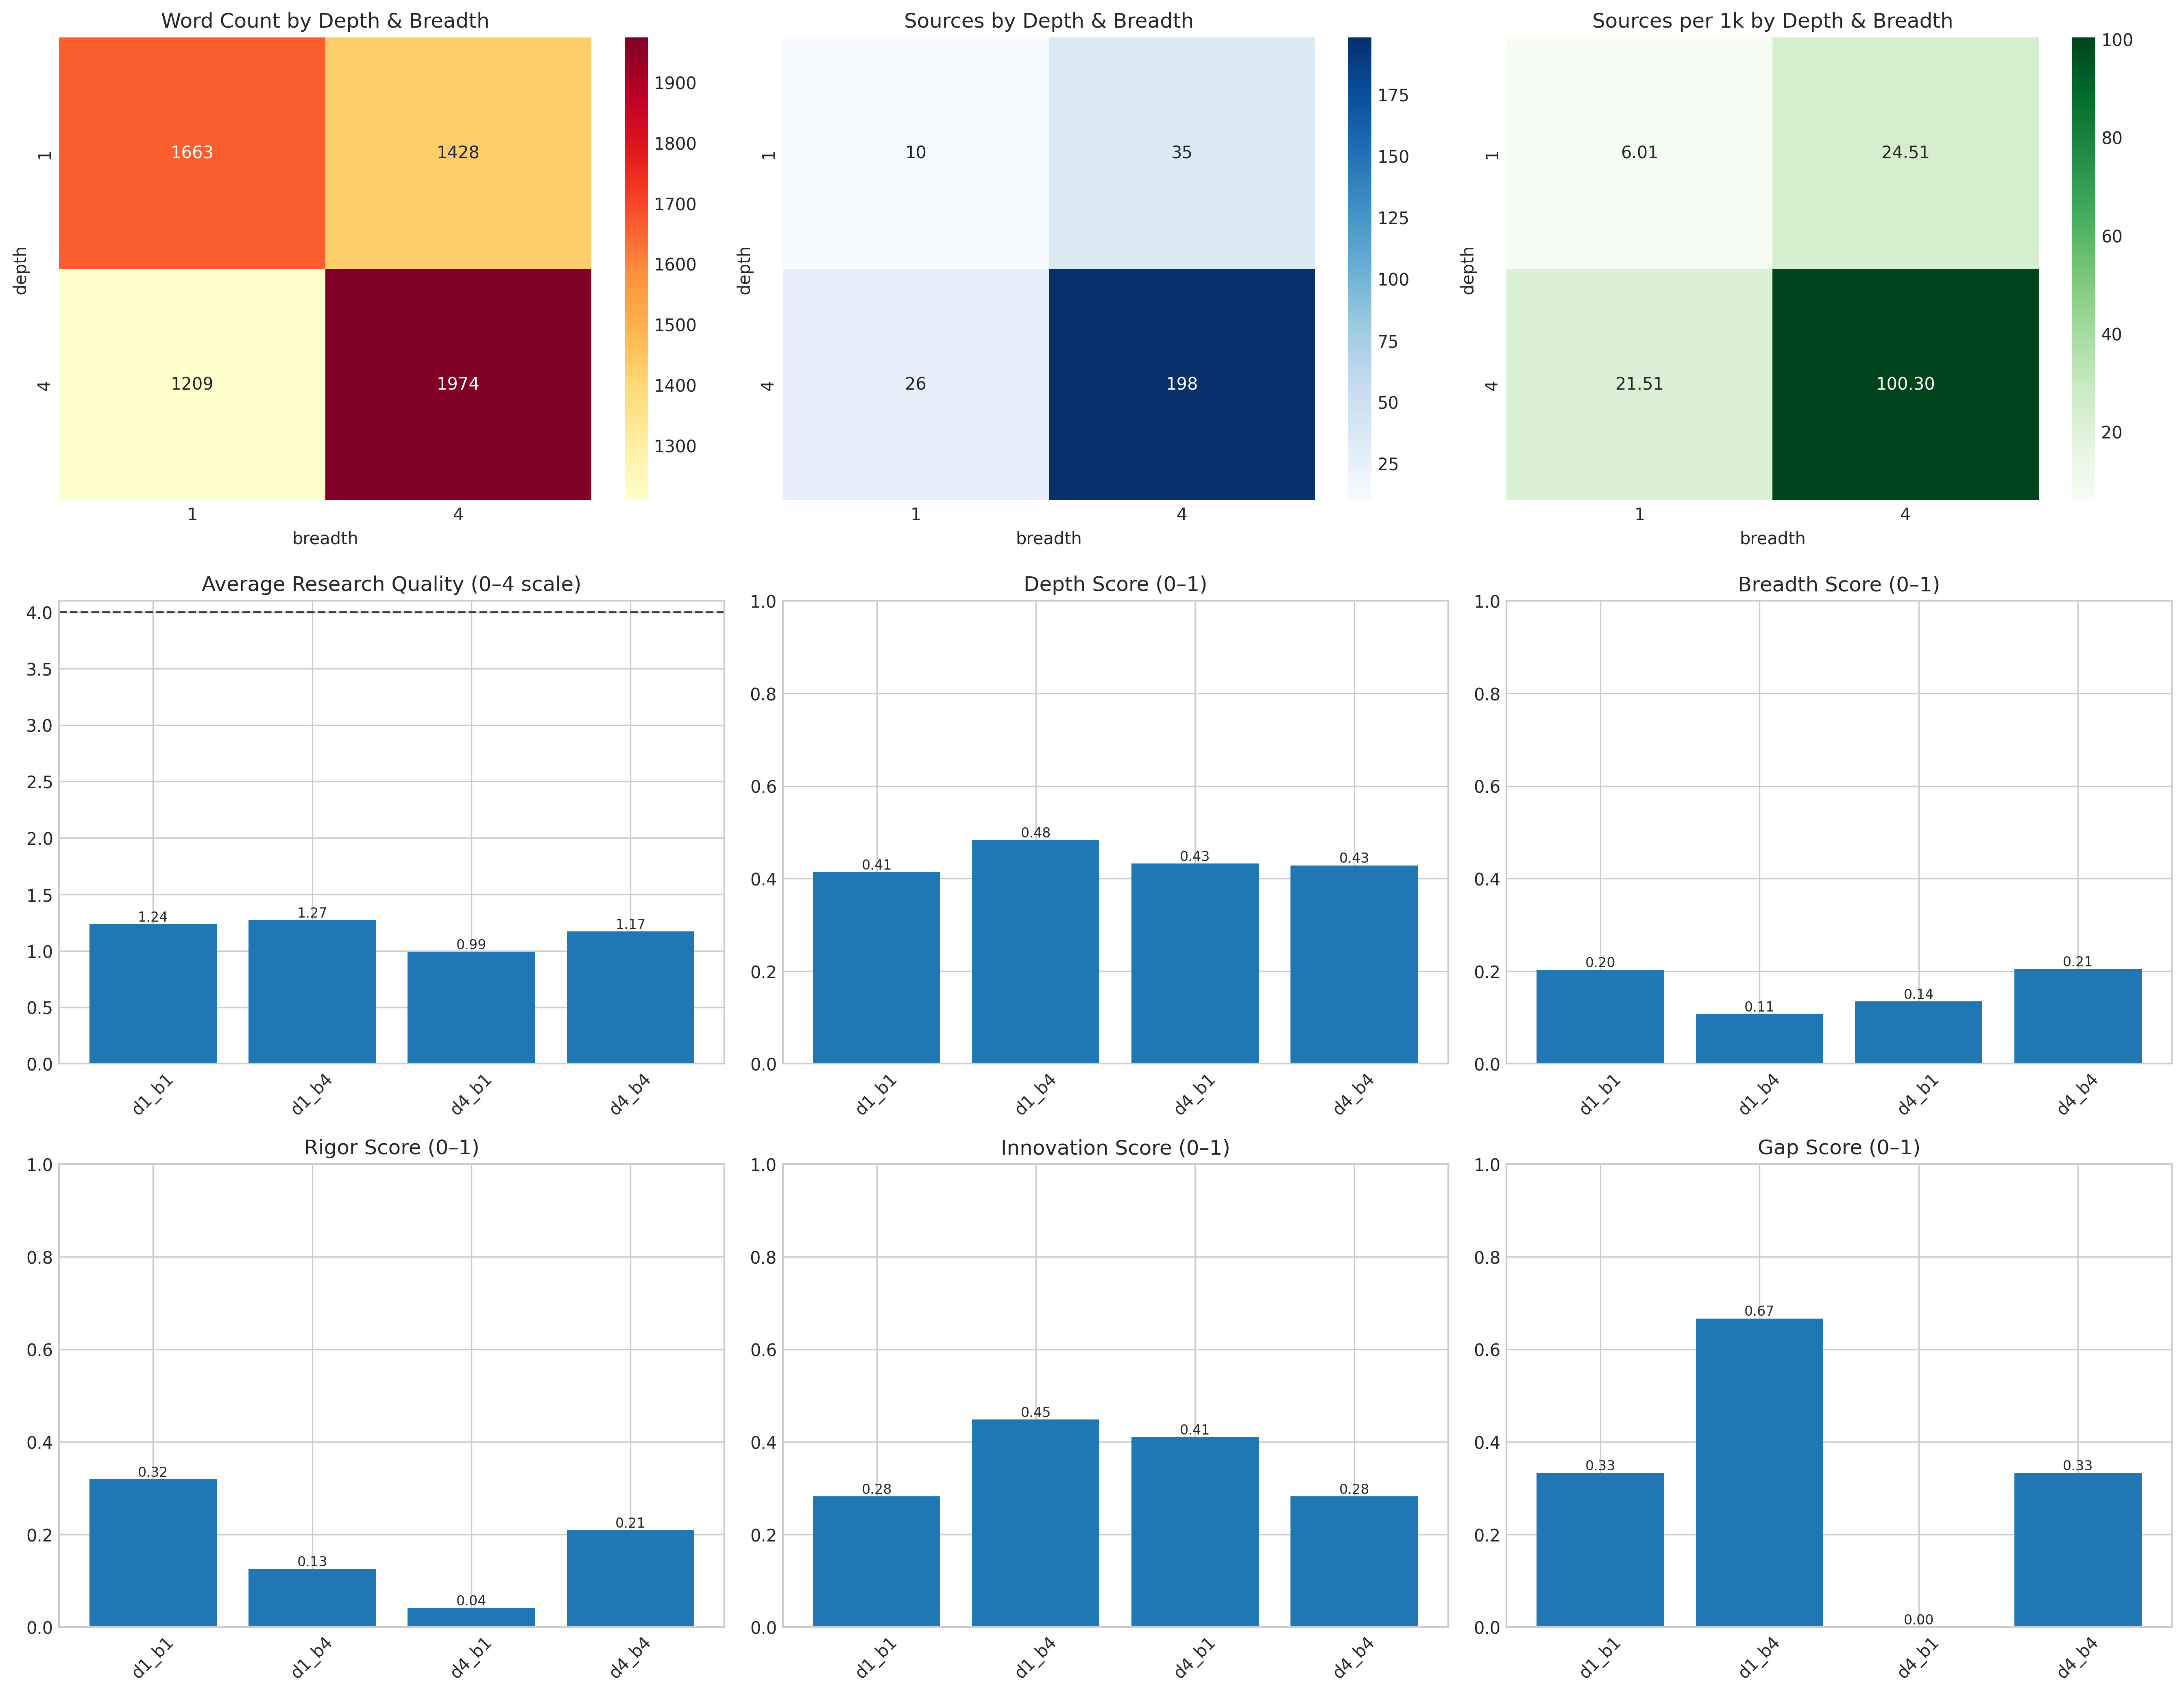 Word Count by Depth & Breadth
1663 1428
1209 1974
1
4
depth
1 4
breadth
1900
1800
1700
1600
1500
1400
1300
Sources by Depth & Breadth
10 35
26 198
1
4
depth
1 4
breadth
175
150
125
100
75
50
25
Sources per 1k by Depth & Breadth
6.01 24.51
21.51 100.30
1
4
depth
1 4
breadth
100
80
60
40
20
Average Research Quality (0–4 scale)
4.0
3.5
3.0
2.5
2.0
1.5
1.0
0.5
0.0
1.24 1.27 0.99 1.17
d1_b1 d1_b4 d4_b1 d4_b4
Depth Score (0–1)
1.0
0.8
0.6
0.4
0.2
0.0
0.41 0.48 0.43 0.43
d1_b1 d1_b4 d4_b1 d4_b4
Breadth Score (0–1)
1.0
0.8
0.6
0.4
0.2
0.0
0.20 0.11 0.14 0.21
d1_b1 d1_b4 d4_b1 d4_b4
Rigor Score (0–1)
1.0
0.8
0.6
0.4
0.2
0.0
0.32 0.13 0.04 0.21
d1_b1 d1_b4 d4_b1 d4_b4
Innovation Score (0–1)
1.0
0.8
0.6
0.4
0.2
0.0
0.28 0.45 0.41 0.28
d1_b1 d1_b4 d4_b1 d4_b4
Gap Score (0–1)
1.0
0.8
0.6
0.4
0.2
0.0
0.33 0.67 0.00 0.33
d1_b1 d1_b4 d4_b1 d4_b4